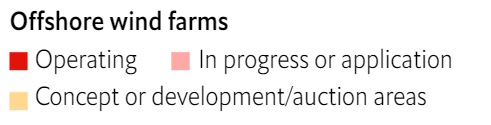 Offshore wind farms
Operating In progress or application
Concept or development/auction areas